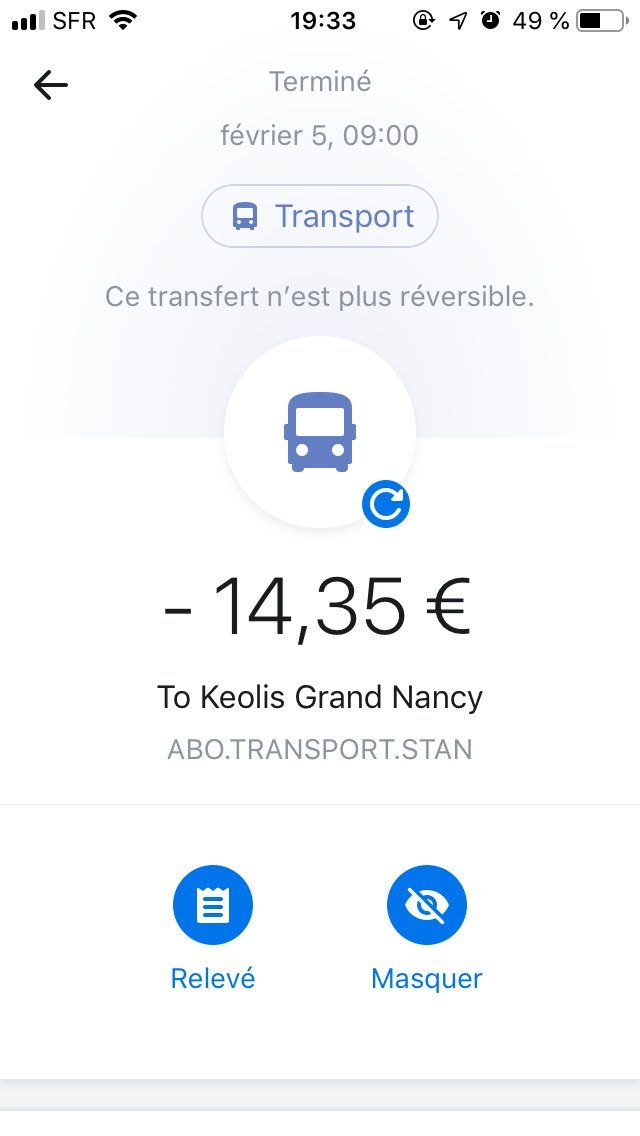 SFR 19:33 49 %
Terminé
février 5, 09:00
Transport
Ce transfert n’est plus réversible.
- 14,35 €
To Keolis Grand Nancy
ABO.TRANSPORT.STAN
Relevé Masquer